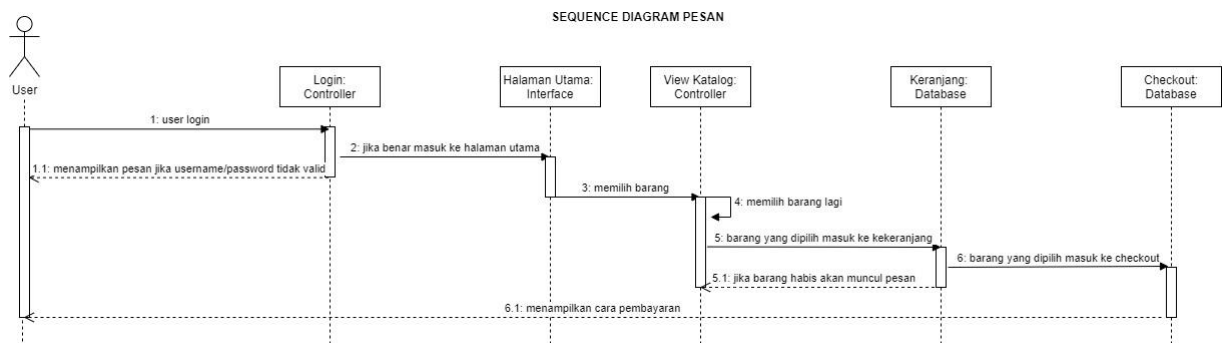 SEQUENCE DIAGRAM PESAN
User
Login:
Controller
Halaman Utama:
Interface
View Katalog:
Controller
Keranjang:
Database
Checkout:
Database
1: user login
2: jika benar masuk ke halaman utama
1.1: menampilkan pesan jika username/password tidak valid
3: memilih barang
4: memilih barang lagi
5: barang yang dipilih masuk ke kekeranjang
6: barang yang dipilih masuk ke checkout
5.1: jika barang habis akan muncul pesan
6.1: menampilkan cara pembayaran